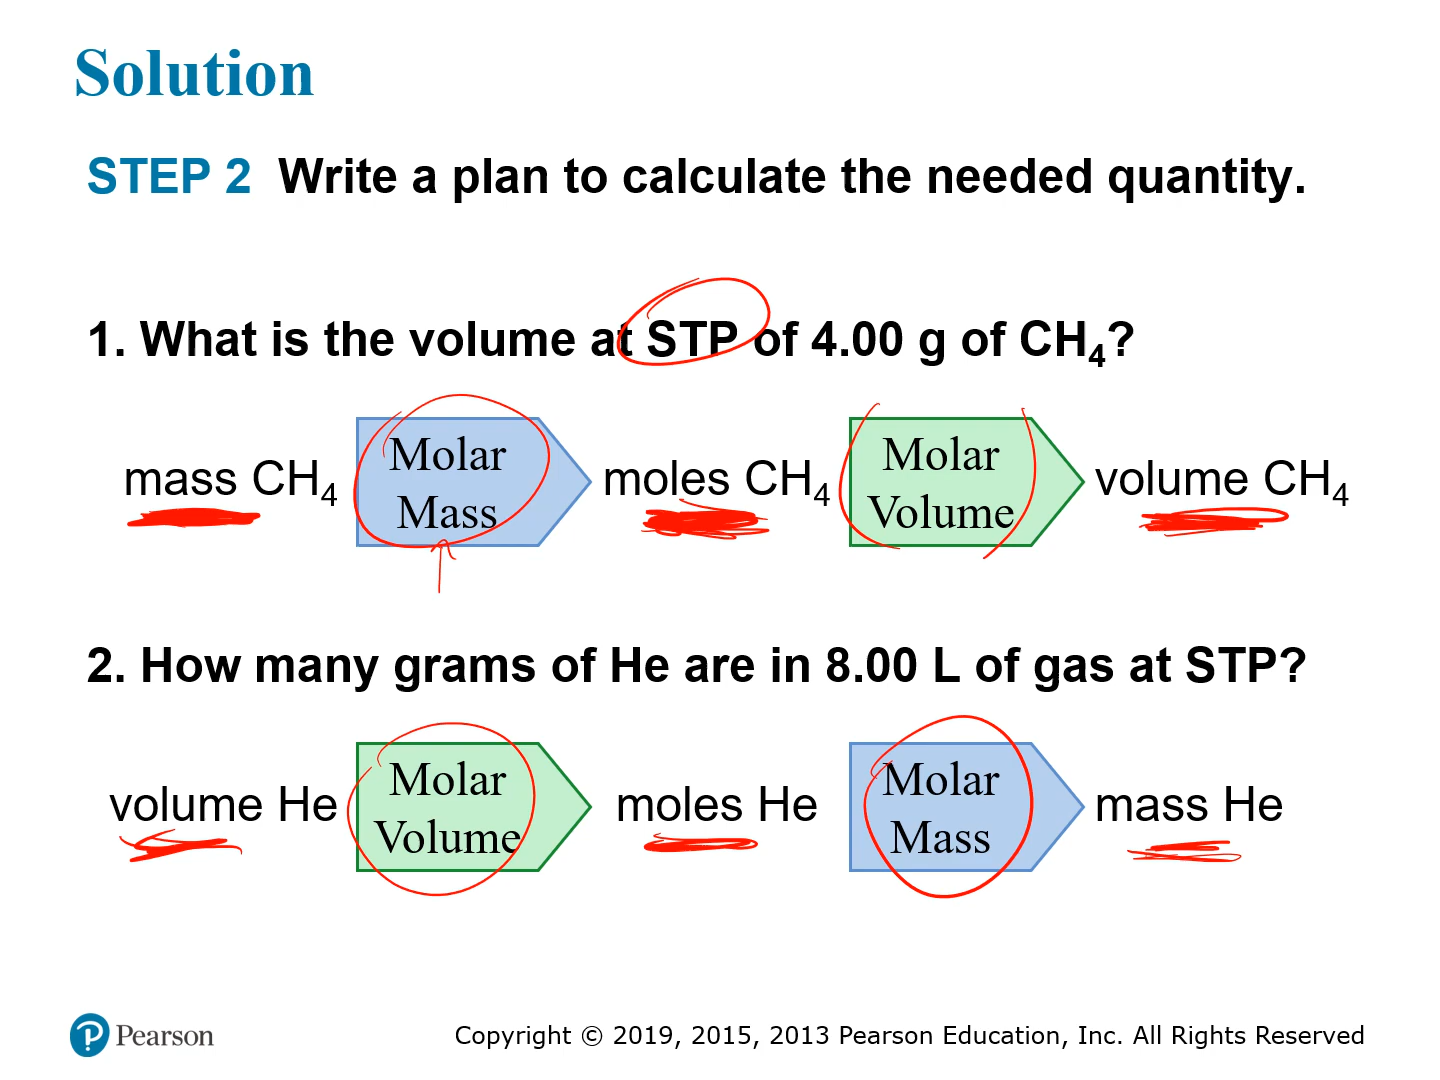 Solution
STEP 2 Write a plan to calculate the needed quantity.
1. What is the volume at STP of 4.00 g of CH₄?
mass CH₄ Molar Mass moles CH₄ Molar Volume volume CH₄
2. How many grams of He are in 8.00 L of gas at STP?
volume He Molar Volume moles He Molar Mass mass He
Pearson
Copyright © 2019, 2015, 2013 Pearson Education, Inc. All Rights Reserved